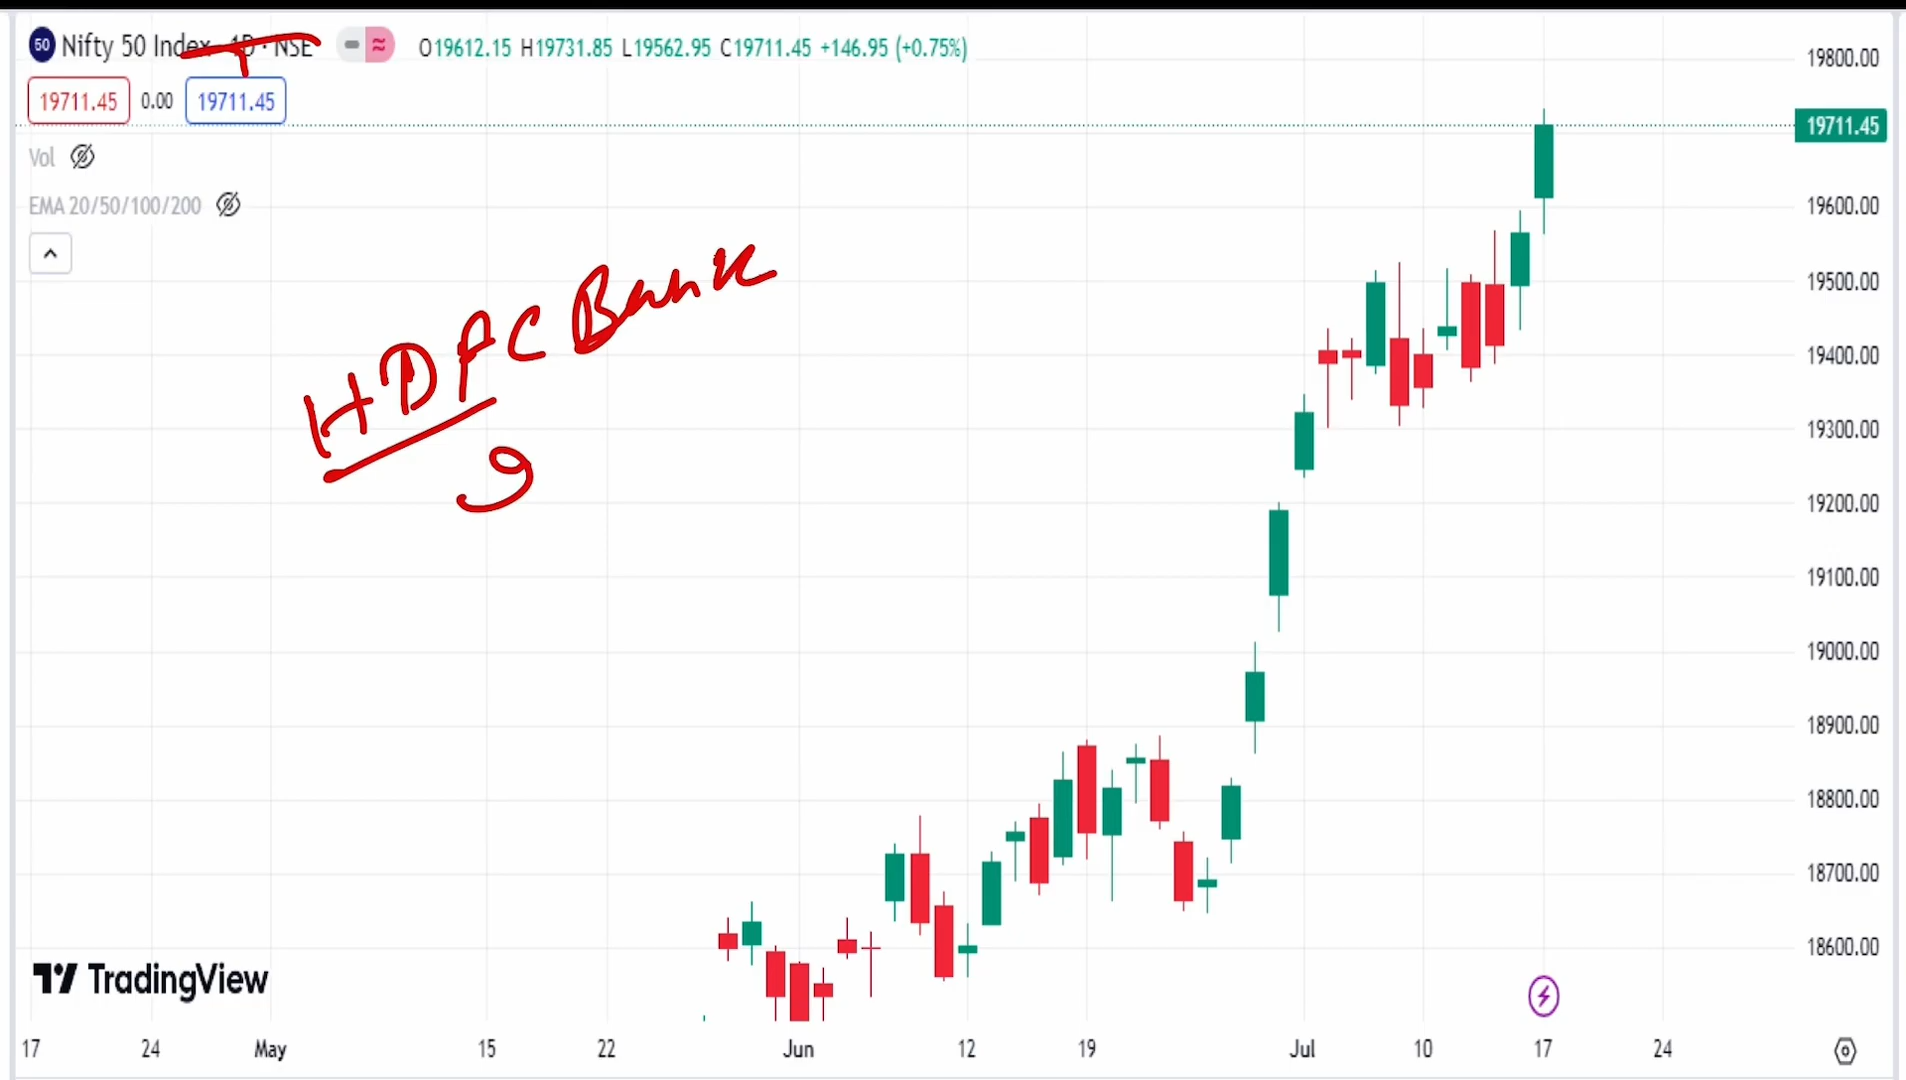 50 Nifty 50 Index · 1D · NSE O19612.15 H19731.85 L19562.95 C19711.45 +146.95 (+0.75%)
19711.45 0.00 19711.45
Vol
EMA 20/50/100/200
HDFC Bank
19800.00
19711.45
19600.00
19500.00
19400.00
19300.00
19200.00
19100.00
19000.00
18900.00
18800.00
18700.00
18600.00
TradingView
17 24 May 15 22 Jun 12 19 Jul 10 17 24